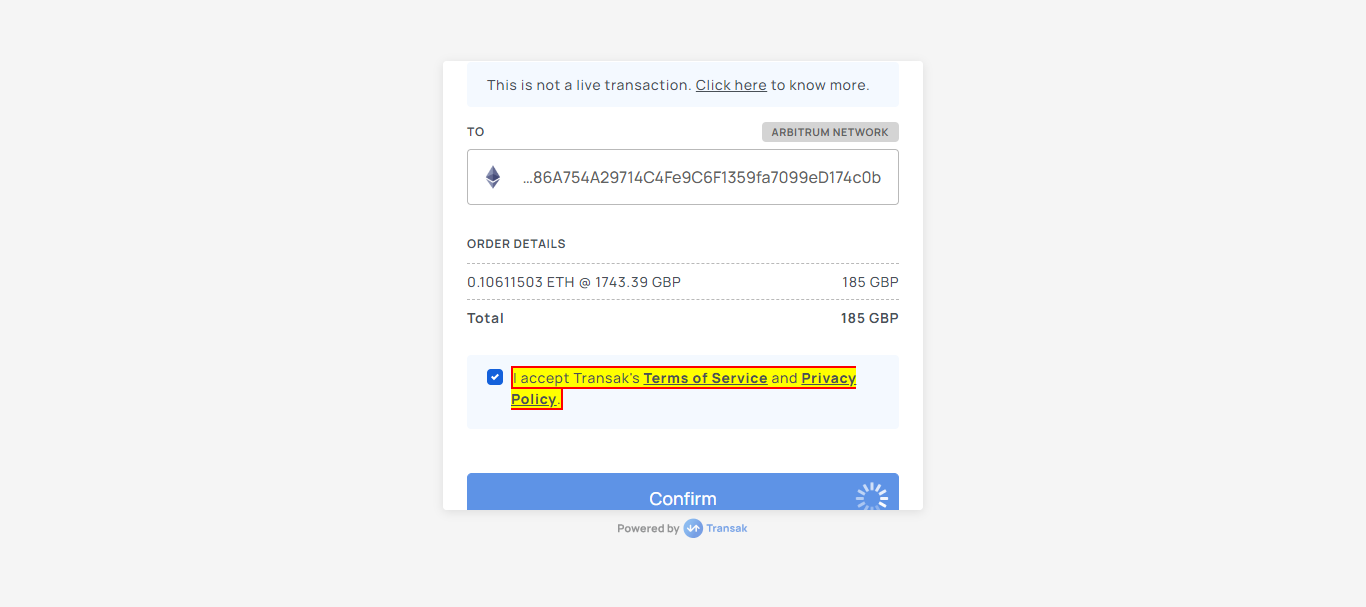 This is not a live transaction. Click here to know more.
TO
ARBITRUM NETWORK
...86A754A29714C4Fe9C6F1359fa7099eD174c0b
ORDER DETAILS
0.10611503 ETH @ 1743.39 GBP 185 GBP
Total 185 GBP
I accept Transak's Terms of Service and Privacy
Policy.
Confirm
Powered by Transak